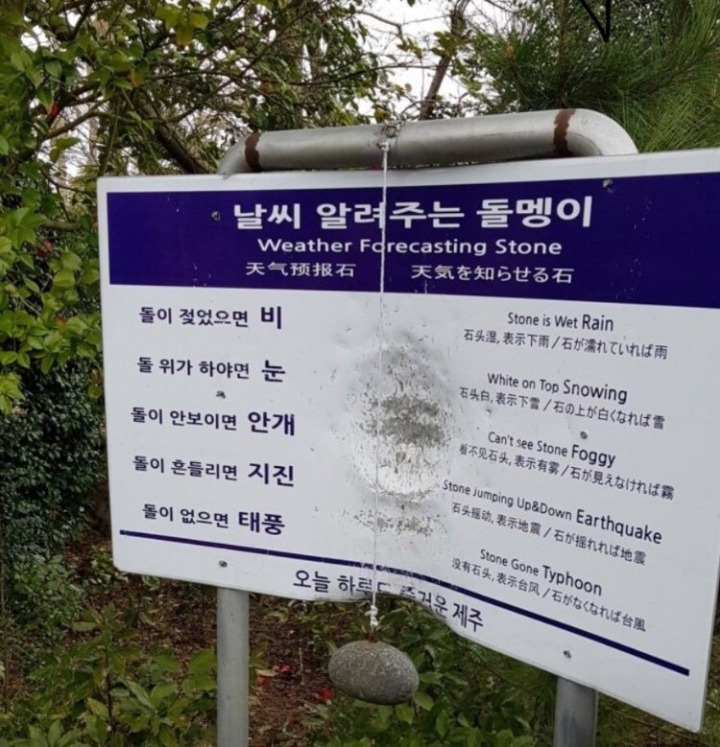 날씨 알려주는 돌멩이
Weather Forecasting Stone
天气预报石 天気を知らせる石
돌이 젖었으면 비
돌 위가 하야면 눈
돌이 안보이면 안개
돌이 흔들리면 지진
돌이 없으면 태풍
Stone is Wet Rain
石头湿, 表示下雨 / 石が濡れていれば雨
White on Top Snowing
石头白, 表示下雪 / 石の上が白くなれば雪
Can't see Stone Foggy
看不见石头, 表示有雾 / 石が見えなければ霧
Stone Jumping Up&Down Earthquake
石头摇动, 表示地震 / 石が揺れれば地震
Stone Gone Typhoon
没有石头, 表示台风 / 石がなくなれば台風
오늘 하루도 즐거운 제주